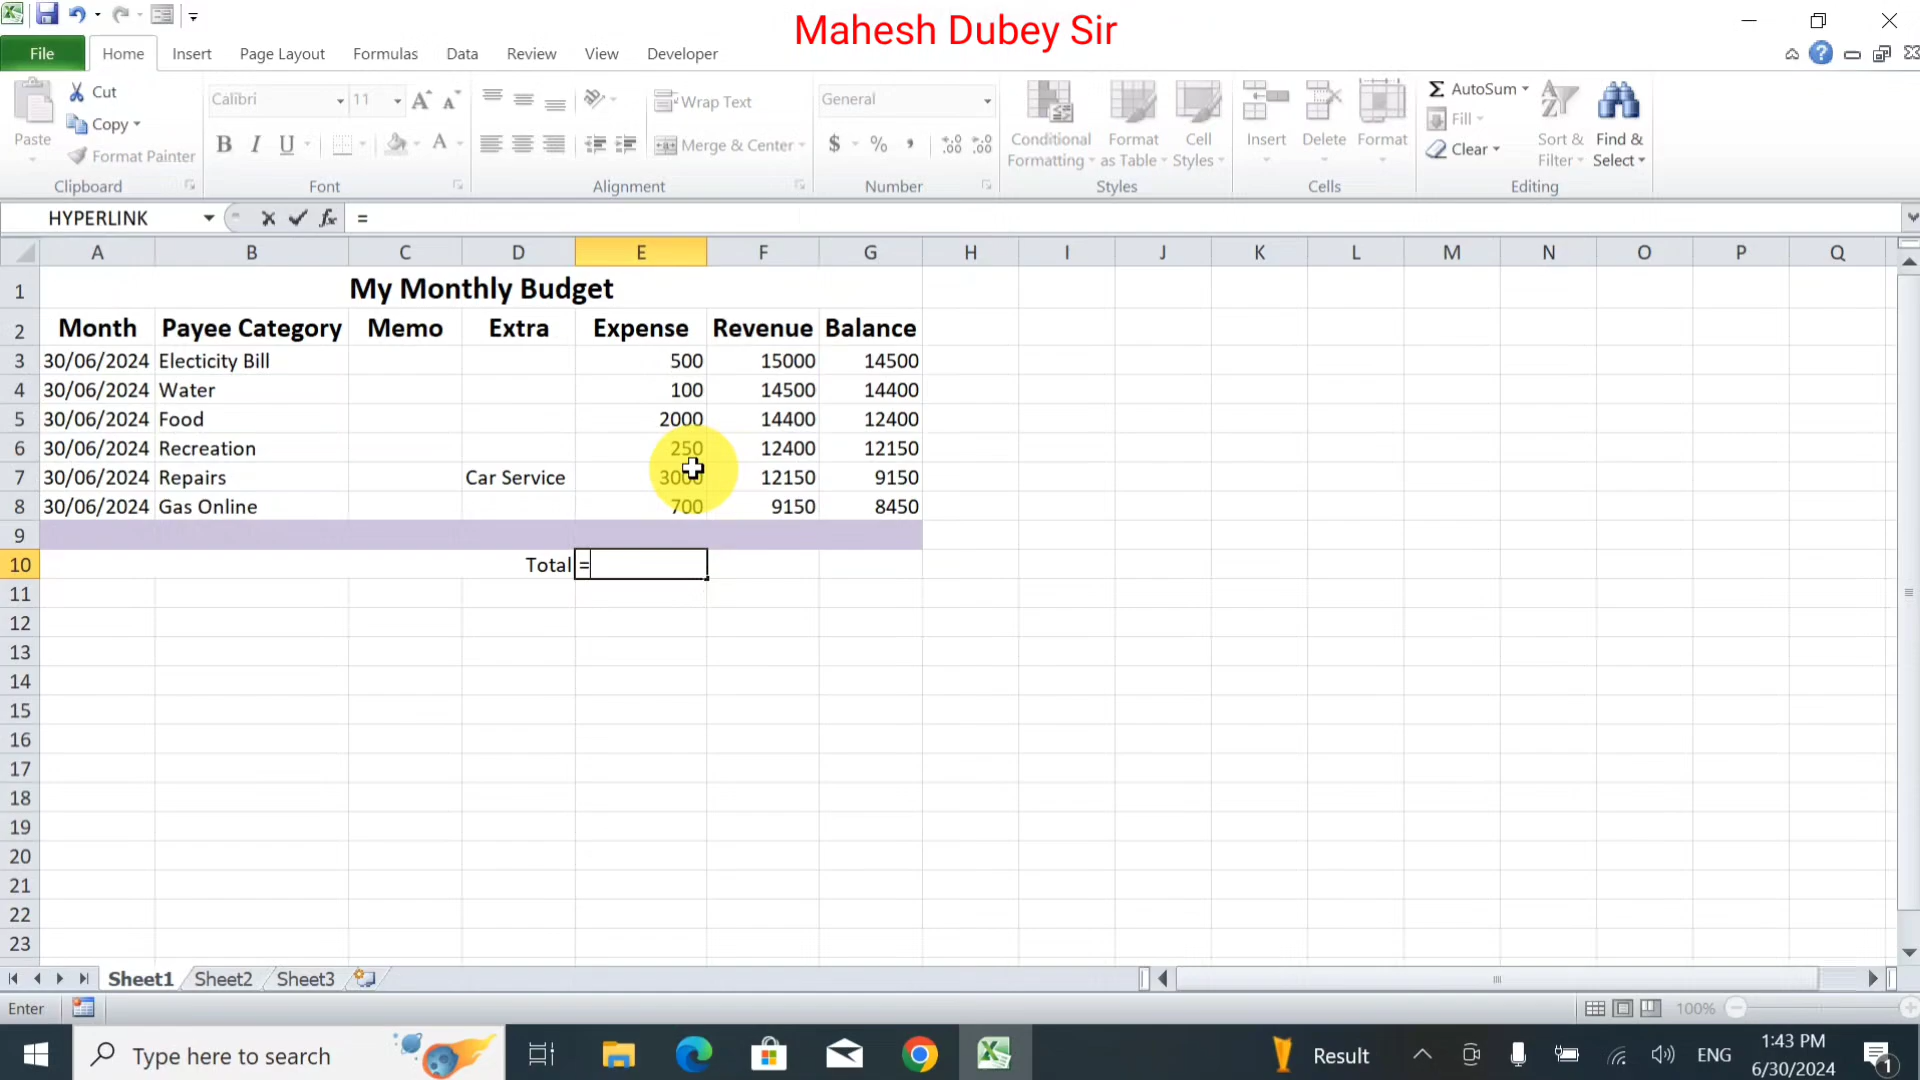 Mahesh Dubey Sir
File Home Insert Page Layout Formulas Data Review View Developer
Paste
Cut
Copy
Format Painter
Clipboard
Calibri 11
B I U
Font
Wrap Text
Merge & Center
Alignment
General
$ % ,
Number
Conditional Formatting
Format as Table
Cell Styles
Styles
Insert Delete Format
Cells
AutoSum
Fill
Clear
Sort & Filter
Find & Select
Editing
HYPERLINK fx =
A B C D E F G H I J K L M N O P Q
1 My Monthly Budget
2 Month Payee Category Memo Extra Expense Revenue Balance
3 30/06/2024 Electicity Bill 500 15000 14500
4 30/06/2024 Water 100 14500 14400
5 30/06/2024 Food 2000 14400 12400
6 30/06/2024 Recreation 250 12400 12150
7 30/06/2024 Repairs Car Service 3000 12150 9150
8 30/06/2024 Gas Online 700 9150 8450
9
10 Total =
11
12
13
14
15
16
17
18
19
20
21
22
23
Sheet1 Sheet2 Sheet3
Enter 100%
Type here to search Result ENG 1:43 PM
6/30/2024 1